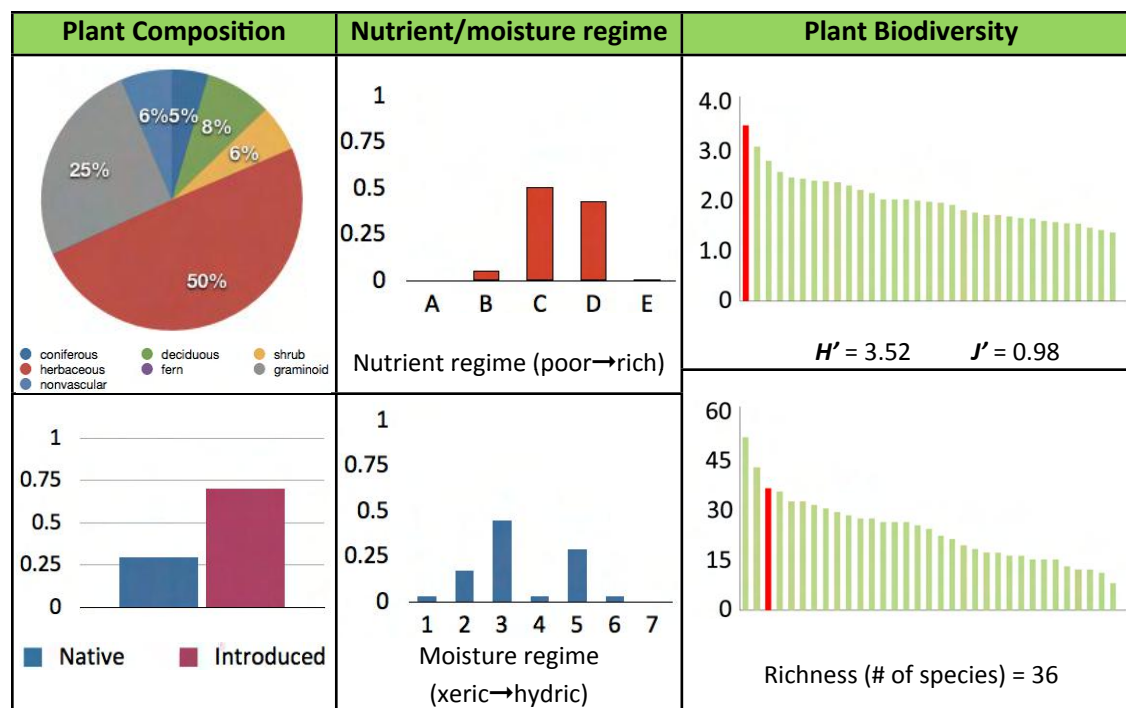 Plant Composition
Nutrient/moisture regime
Plant Biodiversity
6%
5%
8%
6%
25%
50%
coniferous
deciduous
shrub
herbaceous
fern
graminoid
nonvascular
1
0.75
0.5
0.25
0
A B C D E
Nutrient regime (poor→rich)
4.0
3.0
2.0
1.0
0
H’ = 3.52 J’ = 0.98
1
0.75
0.5
0.25
0
Native Introduced
1
0.75
0.5
0.25
0
1 2 3 4 5 6 7
Moisture regime
(xeric→hydric)
60
45
30
15
0
Richness (# of species) = 36